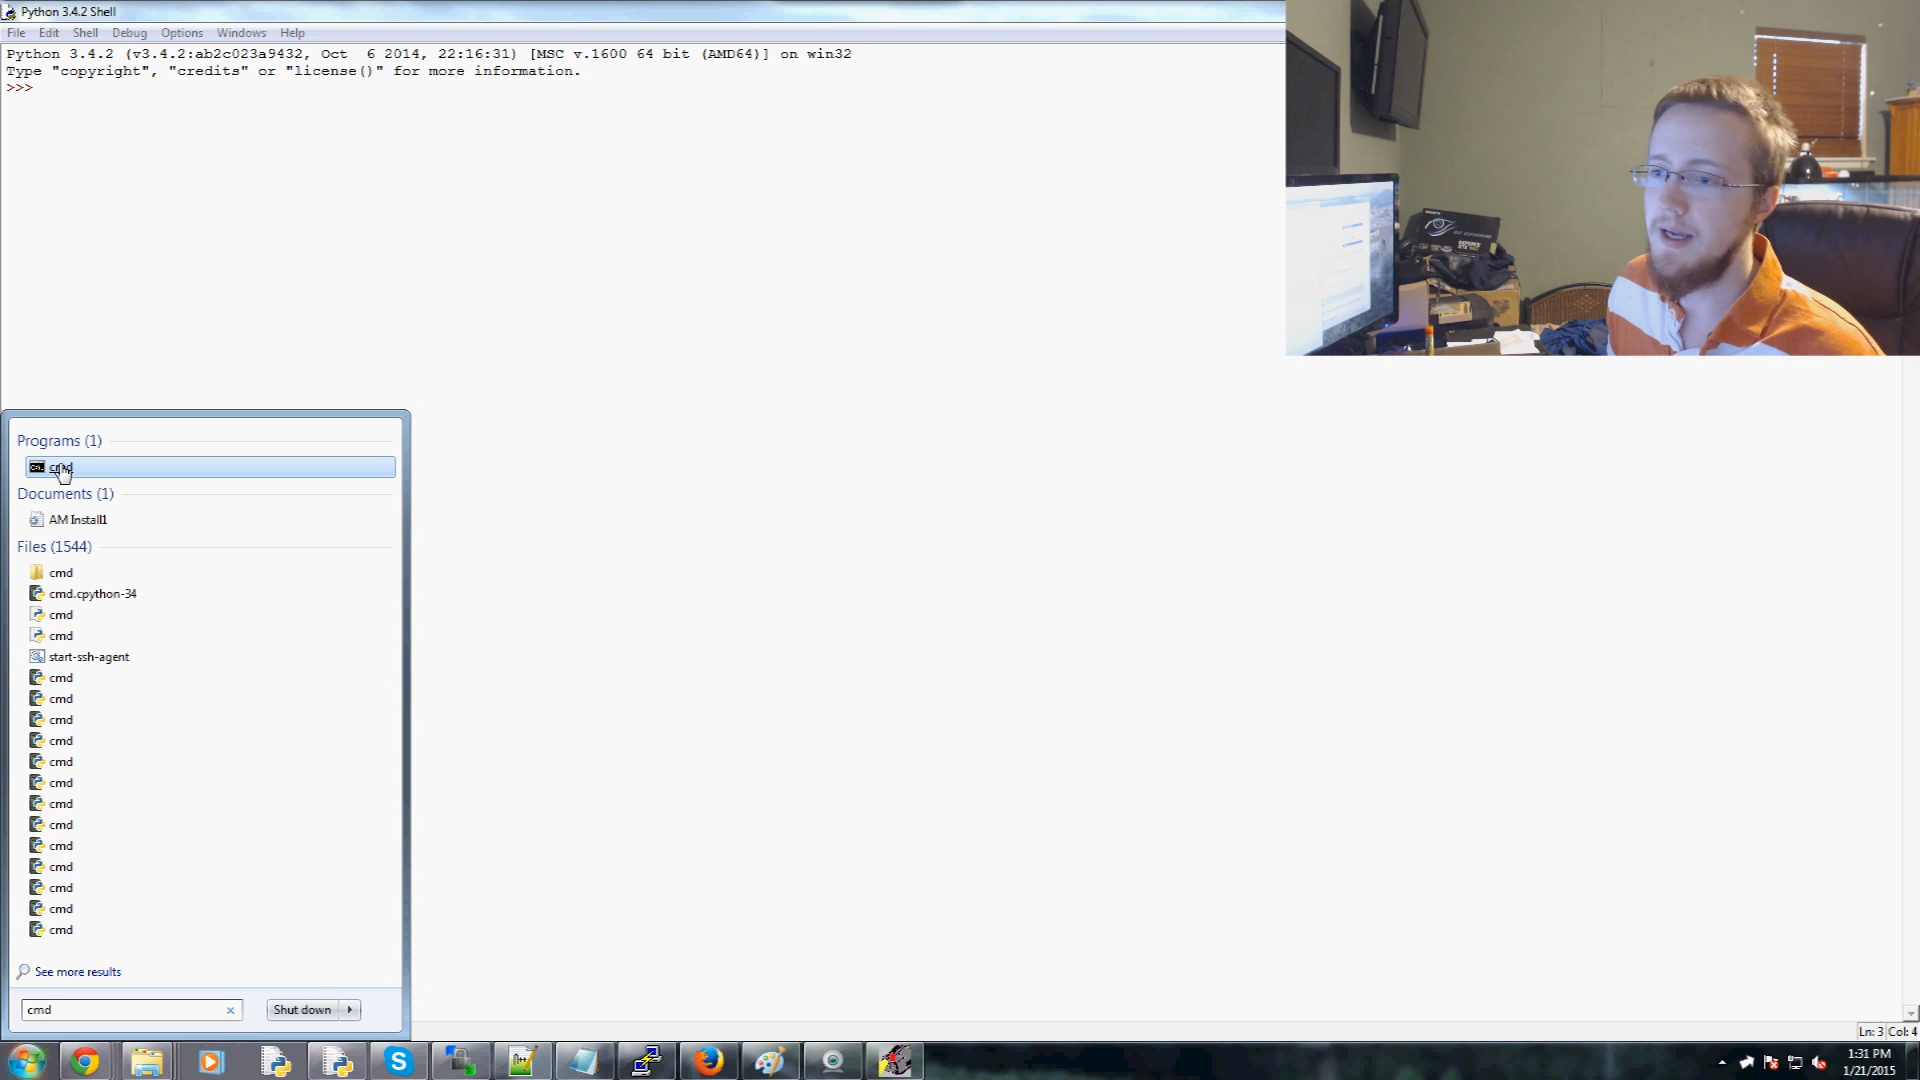 Python 3.4.2 Shell
File Edit Shell Debug Options Windows Help
Python 3.4.2 (v3.4.2:ab2c023a9432, Oct  6 2014, 22:16:31) [MSC v.1600 64 bit (AMD64)] on win32
Type "copyright", "credits" or "license()" for more information.
>>>
Programs (1)
cmd
Documents (1)
AM Install1
Files (1544)
cmd
cmd.cpython-34
cmd
cmd
start-ssh-agent
cmd
cmd
cmd
cmd
cmd
cmd
cmd
cmd
cmd
cmd
cmd
cmd
cmd
See more results
cmd
Shut down
Ln: 3 Col: 4
1:31 PM
1/21/2015